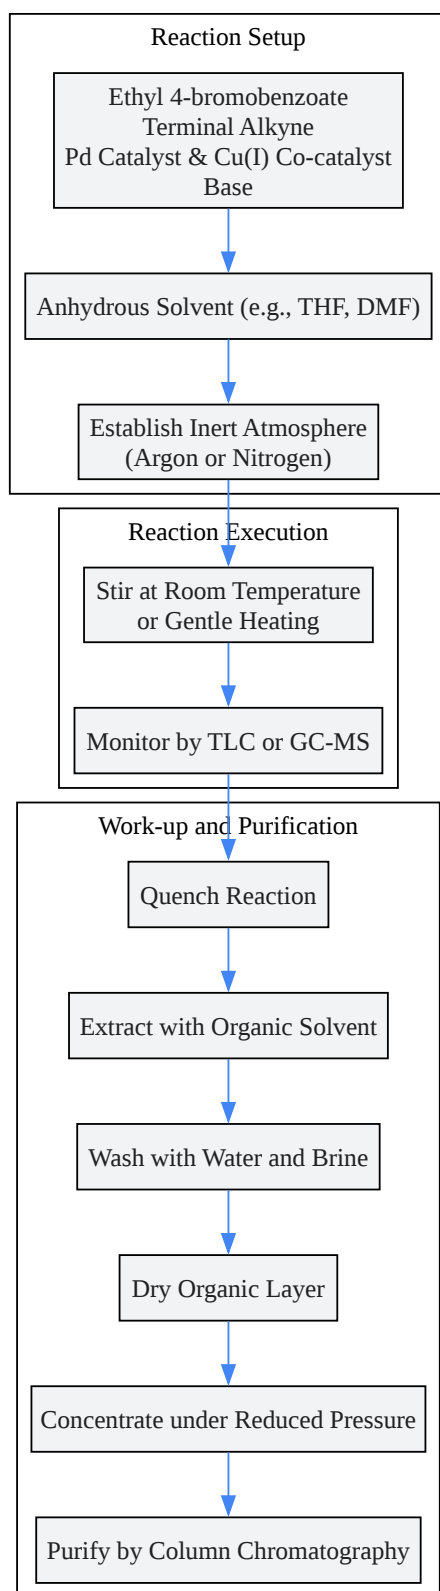 Reaction Setup
Ethyl 4-bromobenzoate
Terminal Alkyne
Pd Catalyst & Cu(I) Co-catalyst
Base
Anhydrous Solvent (e.g., THF, DMF)
Establish Inert Atmosphere
(Argon or Nitrogen)
Reaction Execution
Stir at Room Temperature
or Gentle Heating
Monitor by TLC or GC-MS
Work-up and Purification
Quench Reaction
Extract with Organic Solvent
Wash with Water and Brine
Dry Organic Layer
Concentrate under Reduced Pressure
Purify by Column Chromatography